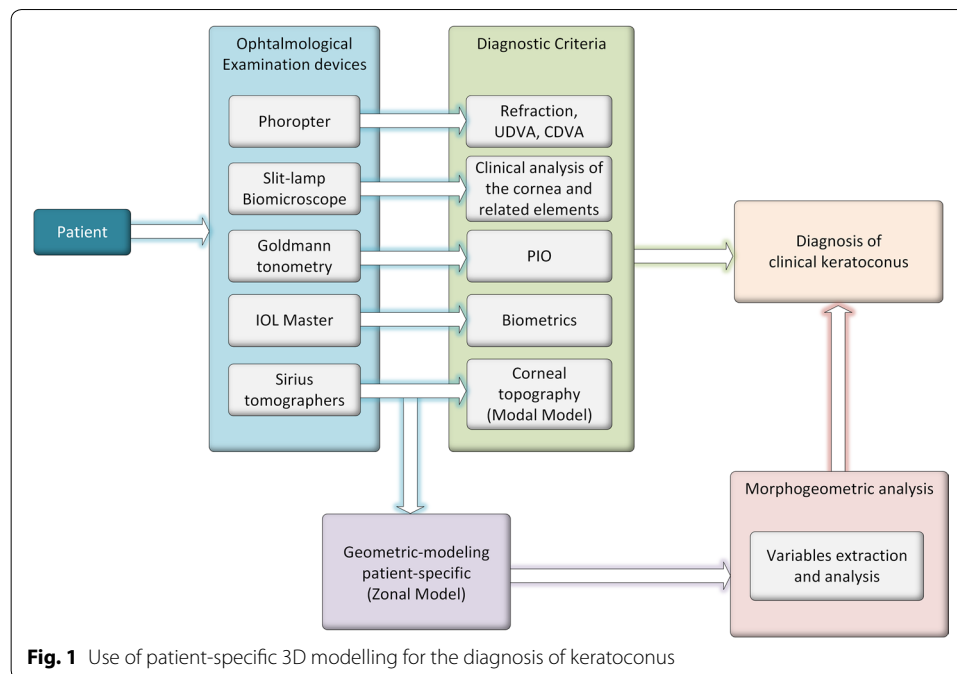 Ophtalmological
Examination devices
Diagnostic Criteria
Phoropter
Refraction,
UDVA, CDVA
Slit-lamp
Biomicroscope
Clinical analysis of
the cornea and
related elements
Patient
Goldmann
tonometry
PIO
Diagnosis of
clinical keratoconus
IOL Master
Biometrics
Sirius
tomographers
Corneal
topography
(Modal Model)
Geometric-modeling
patient-specific
(Zonal Model)
Morphogeometric analysis
Variables extraction
and analysis
Fig. 1 Use of patient-specific 3D modelling for the diagnosis of keratoconus